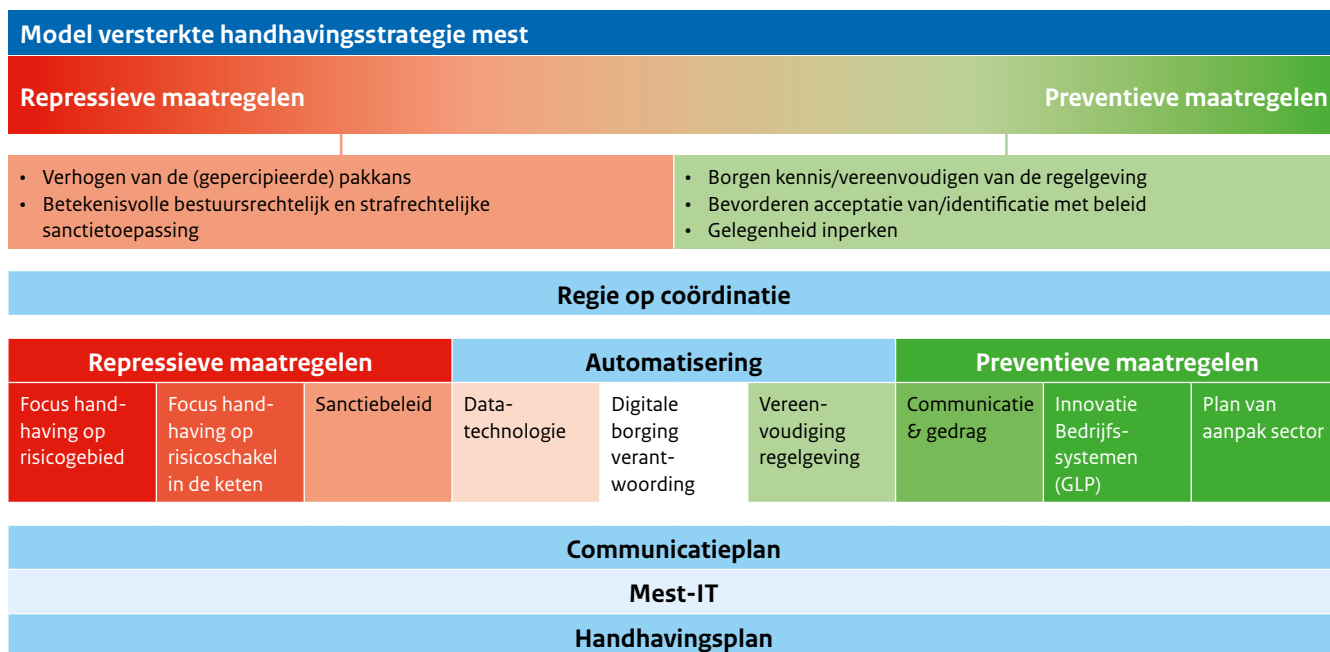 Model versterkte handhavingsstrategie mest
Repressieve maatregelen
Preventieve maatregelen
• Verhogen van de (gepercipieerde) pakkans
• Betekenisvolle bestuursrechtelijk en strafrechtelijke
sanctietoepassing
• Borgen kennis/vereenvoudigen van de regelgeving
• Bevorderen acceptatie van/identificatie met beleid
• Gelegenheid inperken
Regie op coördinatie
Repressieve maatregelen
Automatisering
Preventieve maatregelen
Focus hand-
having op
risicogebied
Focus hand-
having op
risicoschakel
in de keten
Sanctiebeleid
Data-
technologie
Digitale
borging
verant-
woording
Vereen-
voudiging
regelgeving
Communicatie
& gedrag
Innovatie
Bedrijfs-
systemen
(GLP)
Plan van
aanpak sector
Communicatieplan
Mest-IT
Handhavingsplan